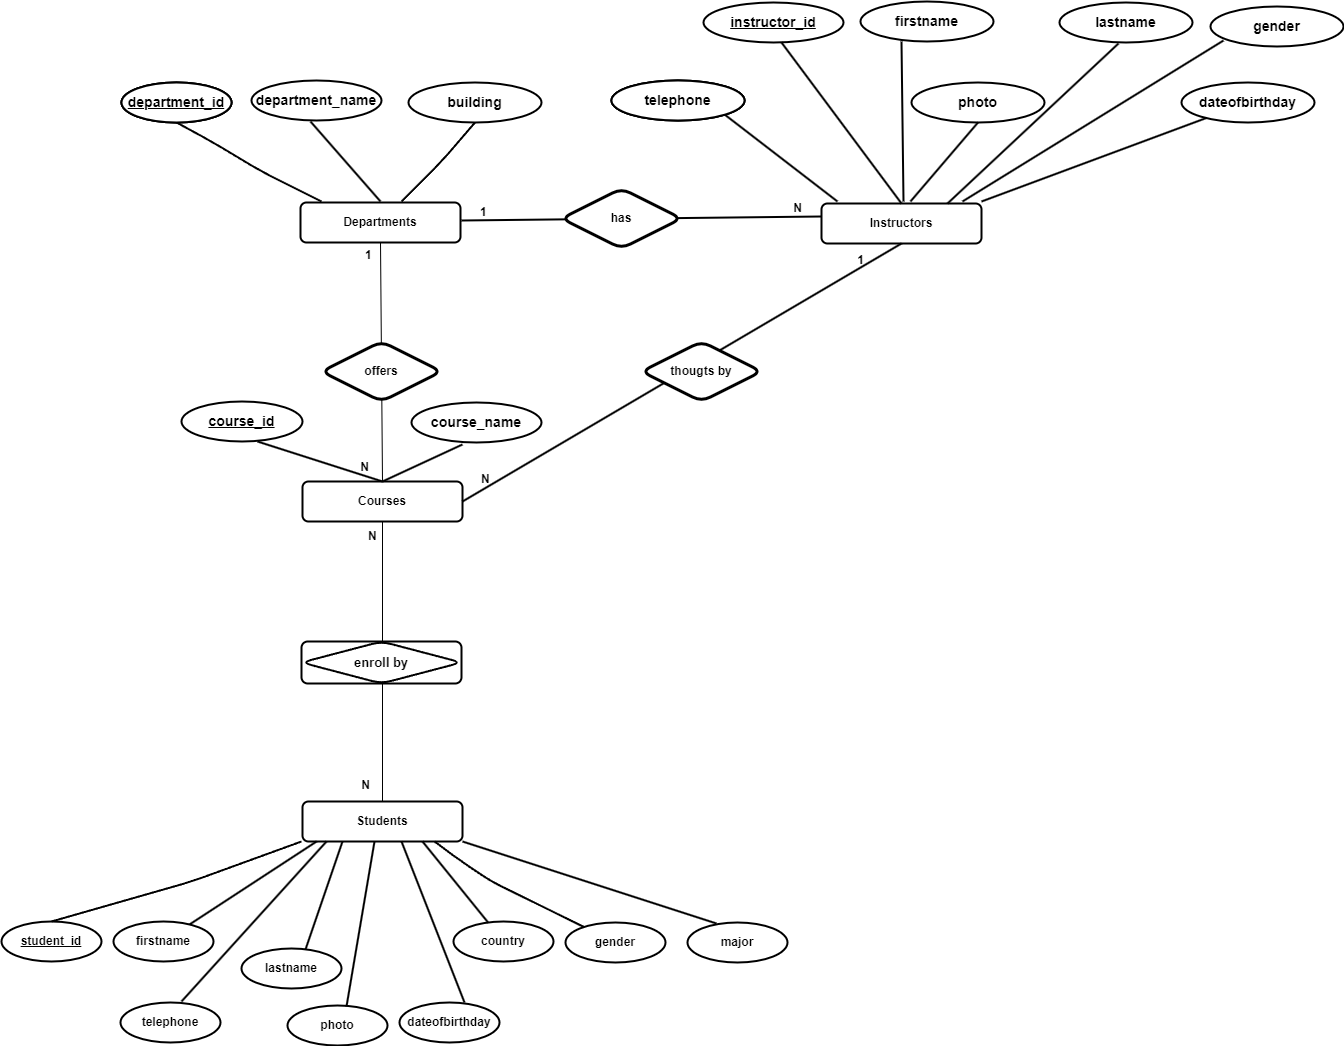 instructor_id
firstname
lastname
gender
department_id
department_name
building
telephone
photo
dateofbirthday
Departments
1
has
N
Instructors
1
1
offers
thougts by
course_id
course_name
N
N
Courses
N
enroll by
N
Students
student_id
firstname
lastname
country
gender
major
telephone
photo
dateofbirthday